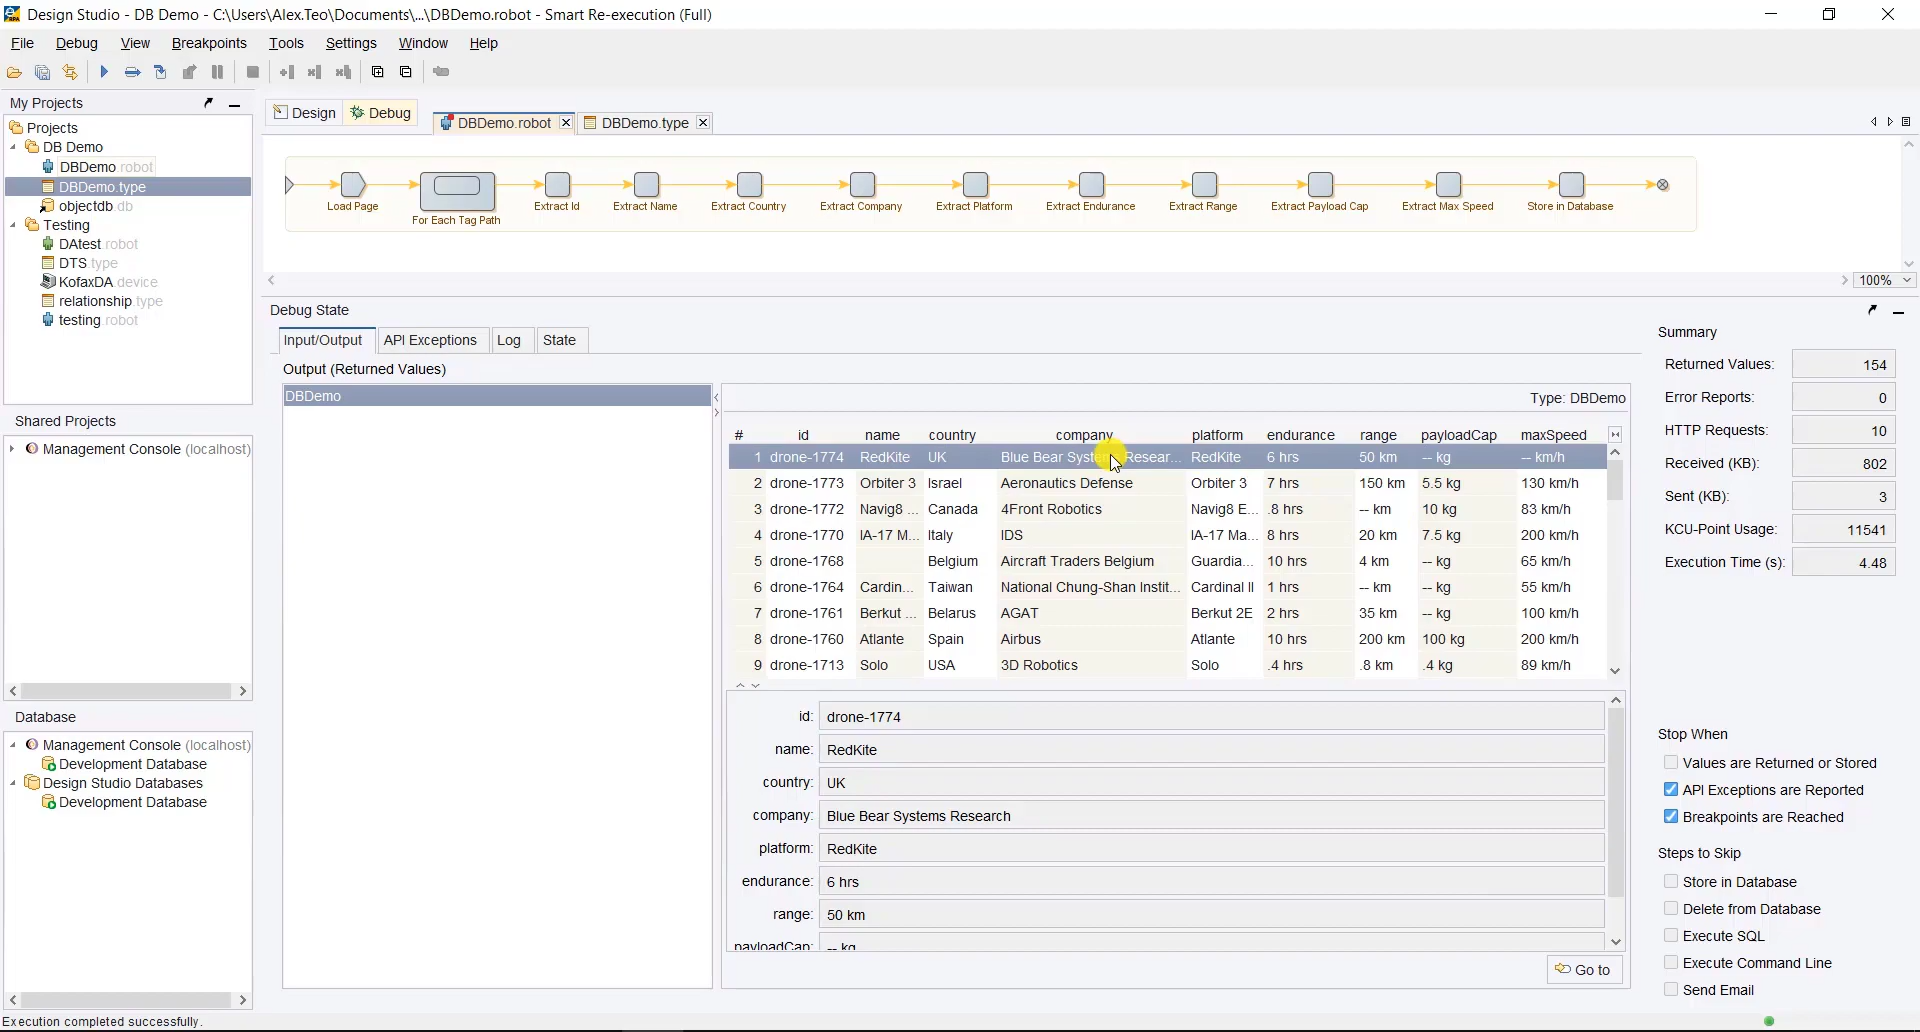 Design Studio - DB Demo - C:\Users\Alex.Teo\Documents\...\DBDemo.robot - Smart Re-execution (Full)
File Debug View Breakpoints Tools Settings Window Help
My Projects
Projects
DB Demo
DBDemo.robot
DBDemo.type
objectdb.db
Testing
DAtest.robot
DTS.type
KofaxDA.device
relationship.type
testing.robot
Shared Projects
Management Console (localhost)
Database
Management Console (localhost)
Development Database
Design Studio Databases
Development Database
Design Debug DBDemo.robot DBDemo.type
Load Page For Each Tag Path Extract Id Extract Name Extract Country Extract Company Extract Platform Extract Endurance Extract Range Extract Payload Cap Extract Max Speed Store in Database
100%
Debug State
Input/Output API Exceptions Log State
Output (Returned Values)
DBDemo
Type: DBDemo
# id name country company platform endurance range payloadCap maxSpeed
1 drone-1774 RedKite UK Blue Bear Systems Resear... RedKite 6 hrs 50 km -- kg -- km/h
2 drone-1773 Orbiter 3 Israel Aeronautics Defense Orbiter 3 7 hrs 150 km 5.5 kg 130 km/h
3 drone-1772 Navig8 ... Canada 4Front Robotics Navig8 E... .8 hrs -- km 10 kg 83 km/h
4 drone-1770 IA-17 M... Italy IDS IA-17 Ma... 8 hrs 20 km 7.5 kg 200 km/h
5 drone-1768 Belgium Aircraft Traders Belgium Guardia... 10 hrs 4 km -- kg 65 km/h
6 drone-1764 Cardin... Taiwan National Chung-Shan Instit... Cardinal II 1 hrs -- km -- kg 55 km/h
7 drone-1761 Berkut ... Belarus AGAT Berkut 2E 2 hrs 35 km -- kg 100 km/h
8 drone-1760 Atlante Spain Airbus Atlante 10 hrs 200 km 100 kg 200 km/h
9 drone-1713 Solo USA 3D Robotics Solo .4 hrs .8 km .4 kg 89 km/h
id: drone-1774
name: RedKite
country: UK
company: Blue Bear Systems Research
platform: RedKite
endurance: 6 hrs
range: 50 km
payloadCap: -- kg
Go to
Summary
Returned Values: 154
Error Reports: 0
HTTP Requests: 10
Received (KB): 802
Sent (KB): 3
KCU-Point Usage: 11541
Execution Time (s): 4.48
Stop When
Values are Returned or Stored
API Exceptions are Reported
Breakpoints are Reached
Steps to Skip
Store in Database
Delete from Database
Execute SQL
Execute Command Line
Send Email
Execution completed successfully.